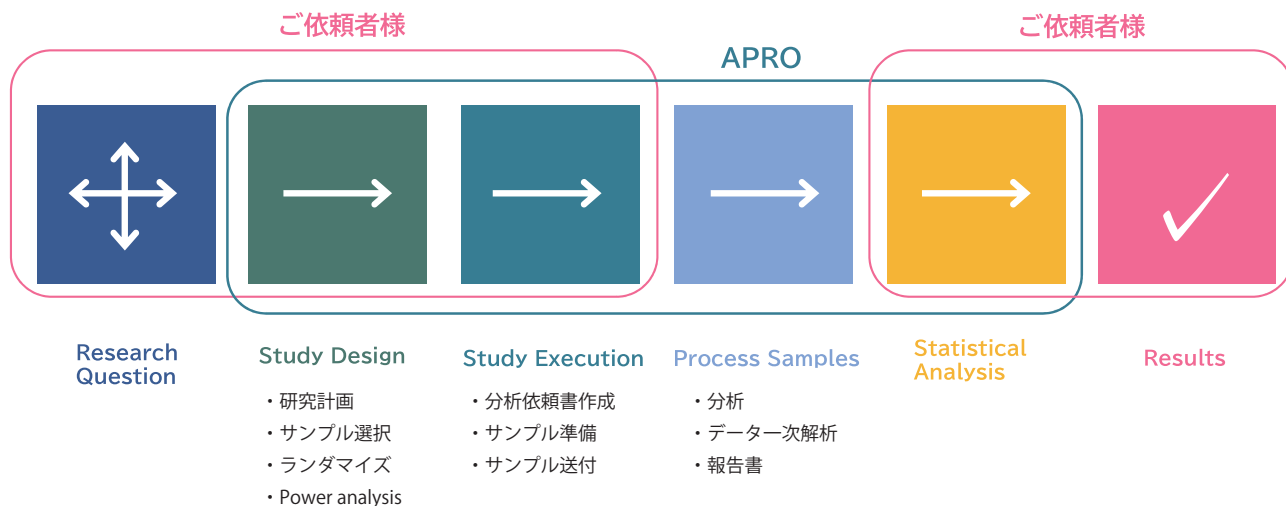 ご依頼者様
ご依頼者様
APRO
Research
Question
Study Design
・研究計画
・サンプル選択
・ランダマイズ
・Power analysis
Study Execution
・分析依頼書作成
・サンプル準備
・サンプル送付
Process Samples
・分析
・データ一次解析
・報告書
Statistical
Analysis
Results